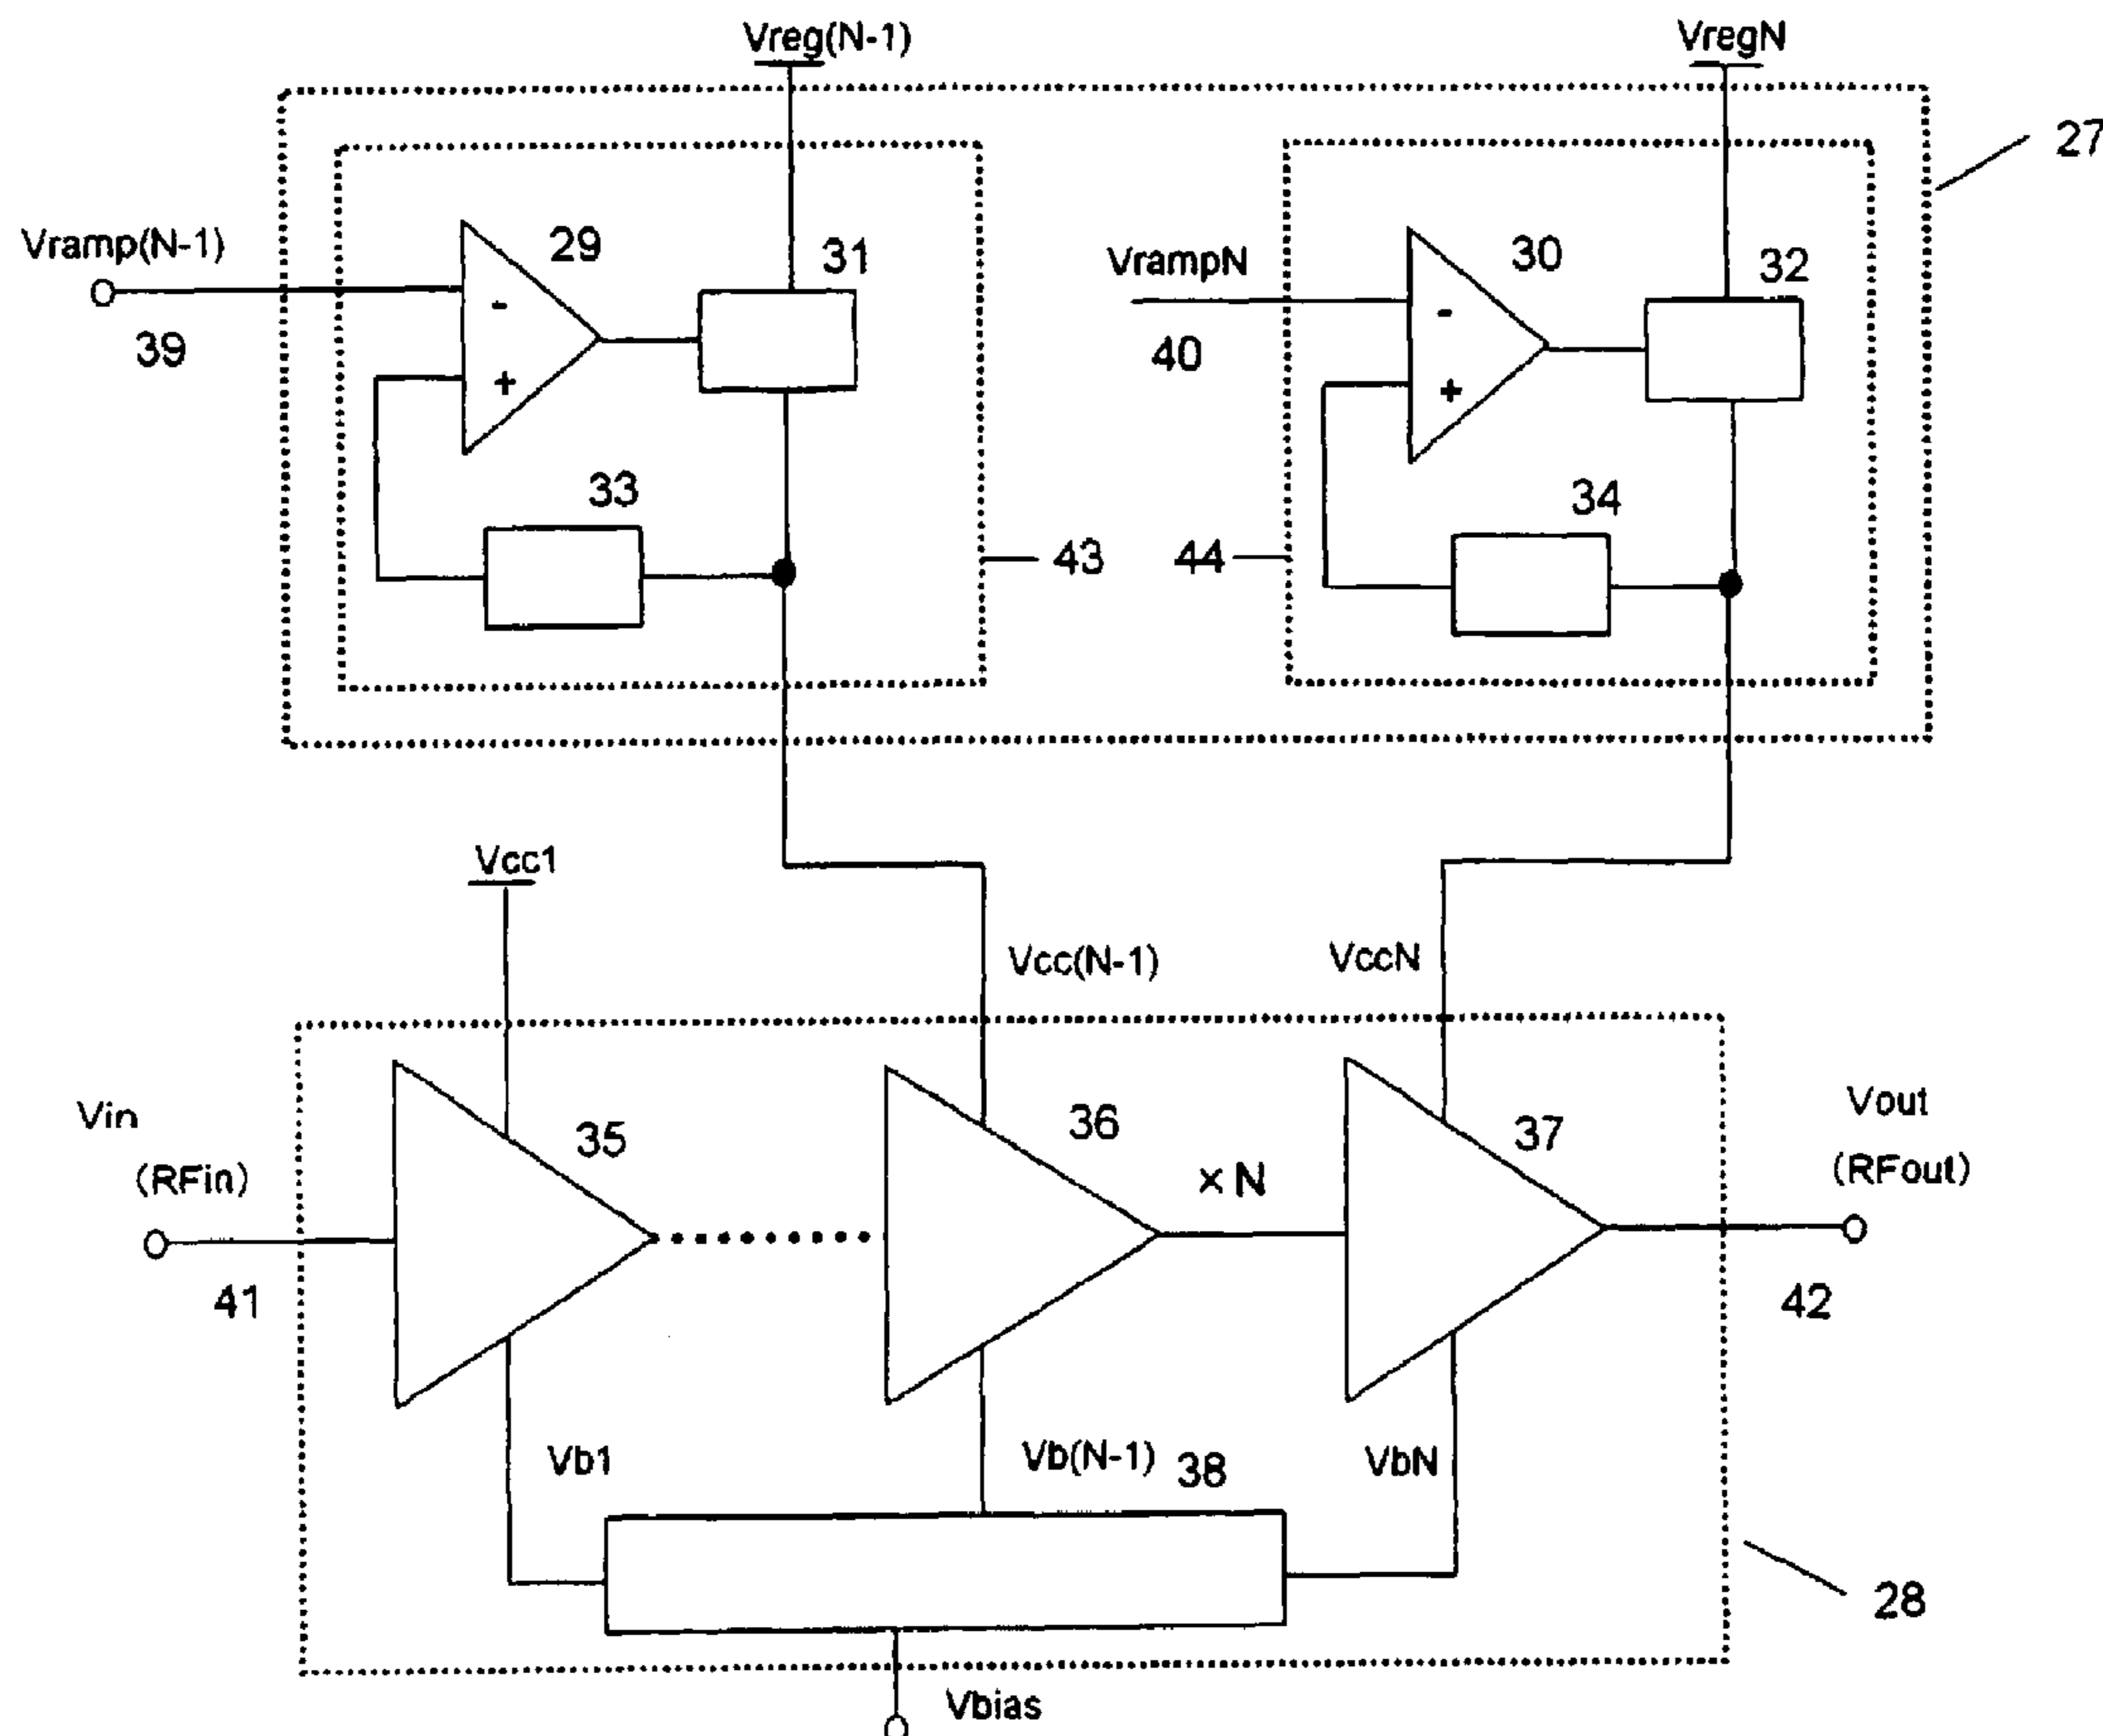 Vreg(N-1)
VregN
27
Vramp(N-1)
29
31
VrampN
30
32
-
-
39
40
+
+
33
34
43
44
Vcc1
Vcc(N-1)
VccN
Vin
35
36
37
Vout
(RFin)
× N
(RFout)
41
42
Vb1
Vb(N-1)
38
VbN
28
Vbias